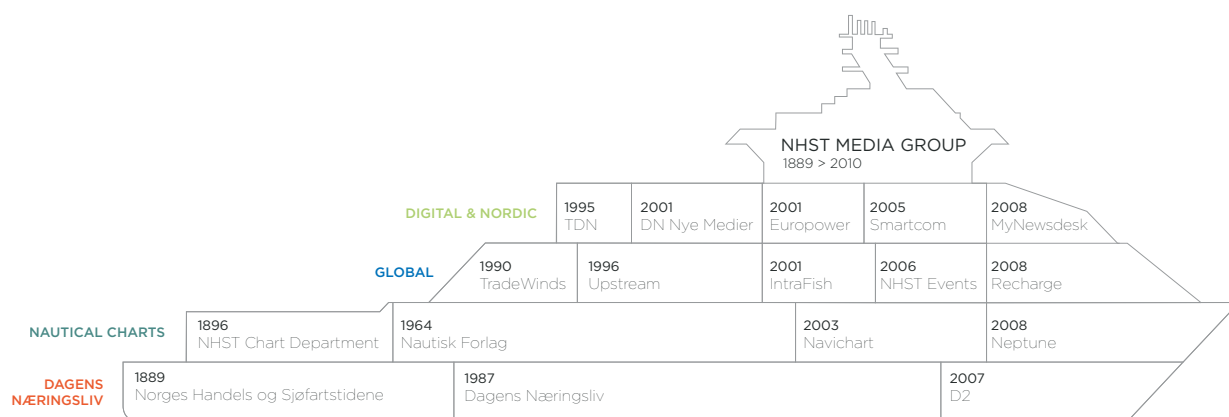 NHST MEDIA GROUP
1889 > 2010
DIGITAL & NORDIC
1995
TDN
2001
DN Nye Medier
2001
Europower
2005
Smartcom
2008
MyNewsdesk
GLOBAL
1990
TradeWinds
1996
Upstream
2001
IntraFish
2006
NHST Events
2008
Recharge
NAUTICAL CHARTS
1896
NHST Chart Department
1964
Nautisk Forlag
2003
Navichart
2008
Neptune
DAGENS
NÆRINGSLIV
1889
Norges Handels og Sjøfartstidene
1987
Dagens Næringsliv
2007
D2